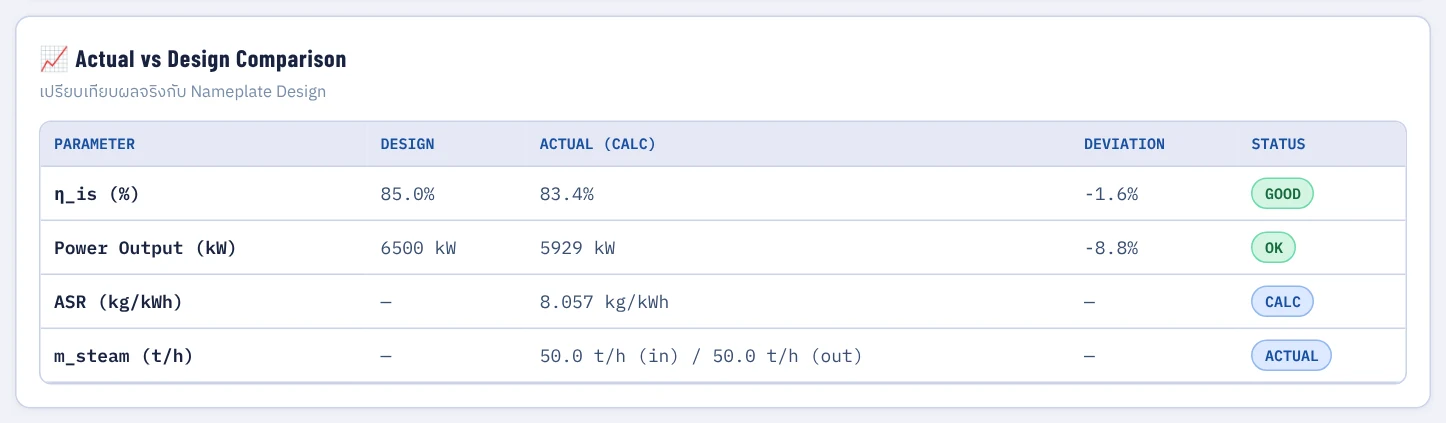 Actual vs Design Comparison
เปรียบเทียบผลจริงกับ Nameplate Design
PARAMETER DESIGN ACTUAL (CALC) DEVIATION STATUS
η_is (%) 85.0% 83.4% -1.6% GOOD
Power Output (kW) 6500 kW 5929 kW -8.8% OK
ASR (kg/kWh) — 8.057 kg/kWh — CALC
m_steam (t/h) — 50.0 t/h (in) / 50.0 t/h (out) — ACTUAL